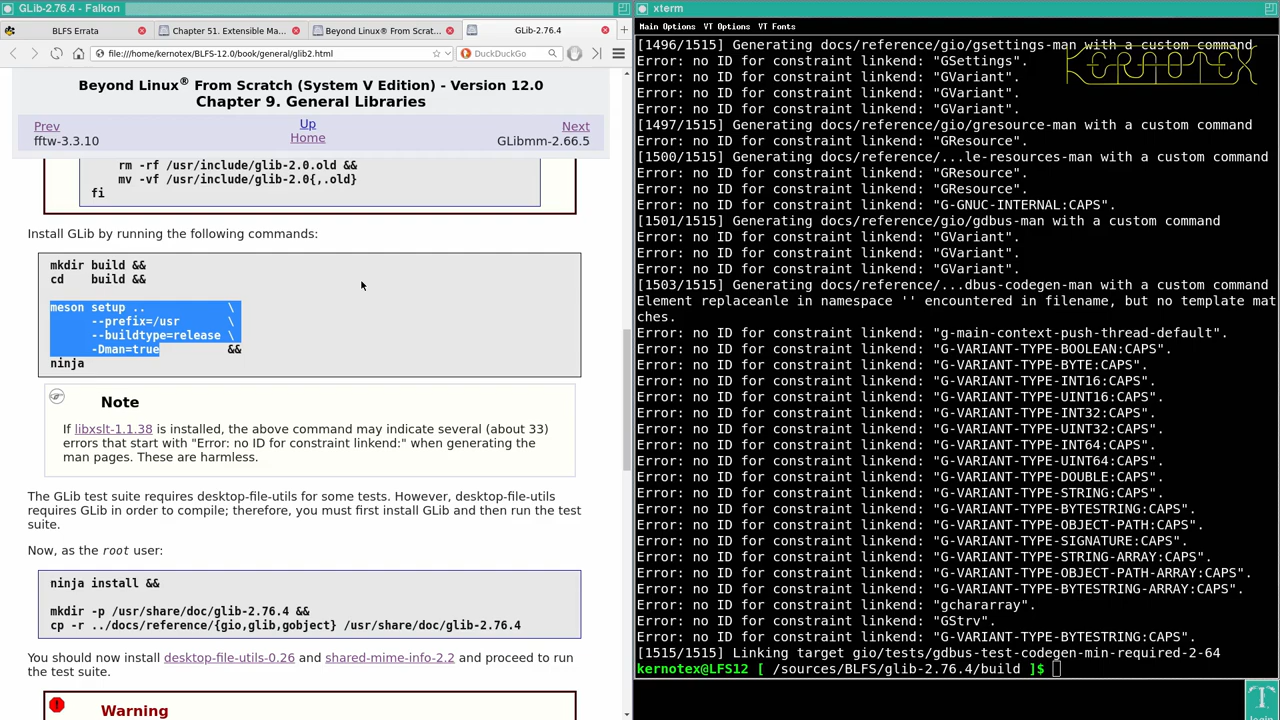 GLib-2.76.4 - Falkon
BLFS Errata
Chapter 51. Extensible Ma...
Beyond Linux® From Scrat...
GLib-2.76.4
file:///home/kernotex/BLFS-12.0/book/general/glib2.html
DuckDuckGo
Beyond Linux® From Scratch (System V Edition) - Version 12.0
Chapter 9. General Libraries
Prev
Up
Next
fftw-3.3.10
Home
GLibmm-2.66.5
rm -rf /usr/include/glib-2.0.old &&
mv -vf /usr/include/glib-2.0{,.old}
fi
Install GLib by running the following commands:
mkdir build &&
cd    build &&
meson setup ..            \
      --prefix=/usr       \
      --buildtype=release \
      -Dman=true          &&
ninja
Note
If libxslt-1.1.38 is installed, the above command may indicate several (about 33)
errors that start with "Error: no ID for constraint linkend:" when generating the
man pages. These are harmless.
The GLib test suite requires desktop-file-utils for some tests. However, desktop-file-utils
requires GLib in order to compile; therefore, you must first install GLib and then run the test
suite.
Now, as the root user:
ninja install &&
mkdir -p /usr/share/doc/glib-2.76.4 &&
cp -r ../docs/reference/{gio,glib,gobject} /usr/share/doc/glib-2.76.4
You should now install desktop-file-utils-0.26 and shared-mime-info-2.2 and proceed to run
the test suite.
Warning
xterm
Main Options  VT Options  VT Fonts
KERNOTEX
[1496/1515] Generating docs/reference/gio/gsettings-man with a custom command
Error: no ID for constraint linkend: "GSettings".
Error: no ID for constraint linkend: "GVariant".
Error: no ID for constraint linkend: "GVariant".
Error: no ID for constraint linkend: "GVariant".
[1497/1515] Generating docs/reference/gio/gresource-man with a custom command
Error: no ID for constraint linkend: "GResource".
[1500/1515] Generating docs/reference/...le-resources-man with a custom command
Error: no ID for constraint linkend: "GResource".
Error: no ID for constraint linkend: "GResource".
Error: no ID for constraint linkend: "G-GNUC-INTERNAL:CAPS".
[1501/1515] Generating docs/reference/gio/gdbus-man with a custom command
Error: no ID for constraint linkend: "GVariant".
Error: no ID for constraint linkend: "GVariant".
Error: no ID for constraint linkend: "GVariant".
[1503/1515] Generating docs/reference/...dbus-codegen-man with a custom command
Element replaceanle in namespace '' encountered in filename, but no template mat
ches.
Error: no ID for constraint linkend: "g-main-context-push-thread-default".
Error: no ID for constraint linkend: "G-VARIANT-TYPE-BOOLEAN:CAPS".
Error: no ID for constraint linkend: "G-VARIANT-TYPE-BYTE:CAPS".
Error: no ID for constraint linkend: "G-VARIANT-TYPE-INT16:CAPS".
Error: no ID for constraint linkend: "G-VARIANT-TYPE-UINT16:CAPS".
Error: no ID for constraint linkend: "G-VARIANT-TYPE-INT32:CAPS".
Error: no ID for constraint linkend: "G-VARIANT-TYPE-UINT32:CAPS".
Error: no ID for constraint linkend: "G-VARIANT-TYPE-INT64:CAPS".
Error: no ID for constraint linkend: "G-VARIANT-TYPE-UINT64:CAPS".
Error: no ID for constraint linkend: "G-VARIANT-TYPE-DOUBLE:CAPS".
Error: no ID for constraint linkend: "G-VARIANT-TYPE-STRING:CAPS".
Error: no ID for constraint linkend: "G-VARIANT-TYPE-BYTESTRING:CAPS".
Error: no ID for constraint linkend: "G-VARIANT-TYPE-OBJECT-PATH:CAPS".
Error: no ID for constraint linkend: "G-VARIANT-TYPE-SIGNATURE:CAPS".
Error: no ID for constraint linkend: "G-VARIANT-TYPE-STRING-ARRAY:CAPS".
Error: no ID for constraint linkend: "G-VARIANT-TYPE-OBJECT-PATH-ARRAY:CAPS".
Error: no ID for constraint linkend: "G-VARIANT-TYPE-BYTESTRING-ARRAY:CAPS".
Error: no ID for constraint linkend: "gchararray".
Error: no ID for constraint linkend: "GStrv".
Error: no ID for constraint linkend: "G-VARIANT-TYPE-BYTESTRING:CAPS".
[1515/1515] Linking target gio/tests/gdbus-test-codegen-min-required-2-64
kernotex@LFS12 [ /sources/BLFS/glib-2.76.4/build ]$
login